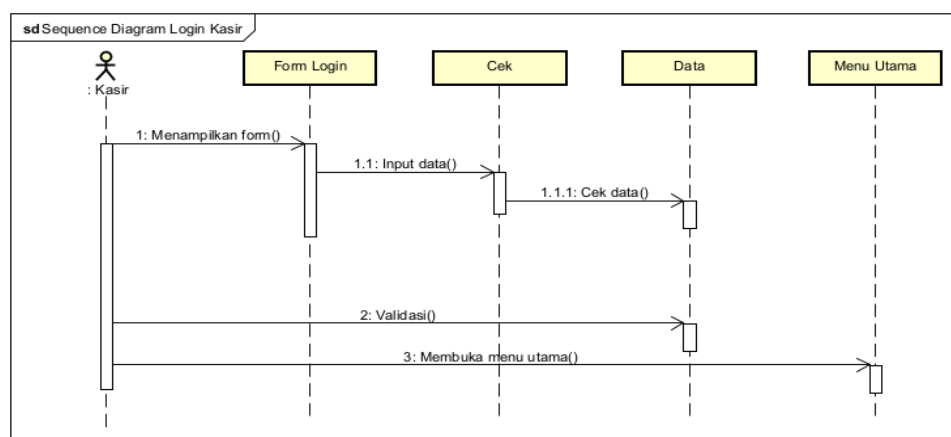 sd Sequence Diagram Login Kasir
: Kasir
Form Login
Cek
Data
Menu Utama
1: Menampilkan form()
1.1: Input data()
1.1.1: Cek data()
2: Validasi()
3: Membuka menu utama()